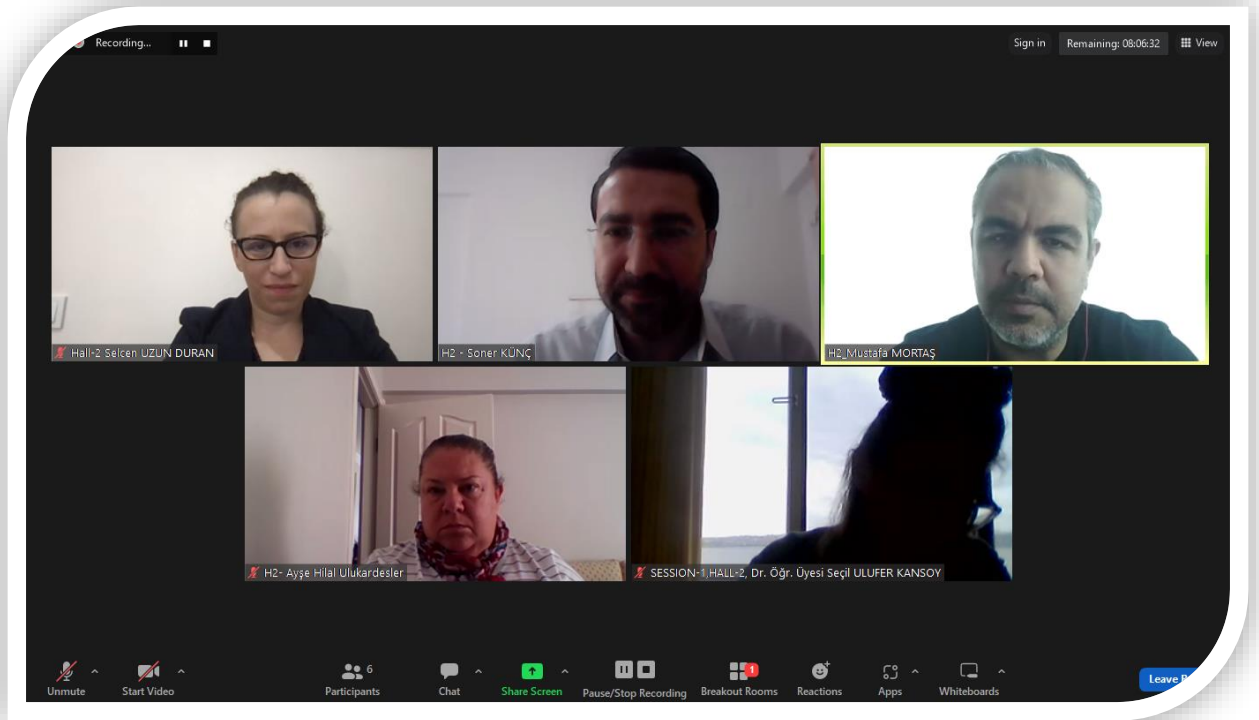 Recording...
Sign in
Remaining: 08:06:32
View
Hall-2 Selcen UZUN DURAN
H2 - Soner KÜNÇ
H2_Mustafa MORTAŞ
H2- Ayşe Hilal Ulukardesler
SESSION-1,HALL-2, Dr. Öğr. Üyesi Seçil ULUFER KANSOY
6
1
Unmute
Start Video
Participants
Chat
Share Screen
Pause/Stop Recording
Breakout Rooms
Reactions
Apps
Whiteboards
Leave